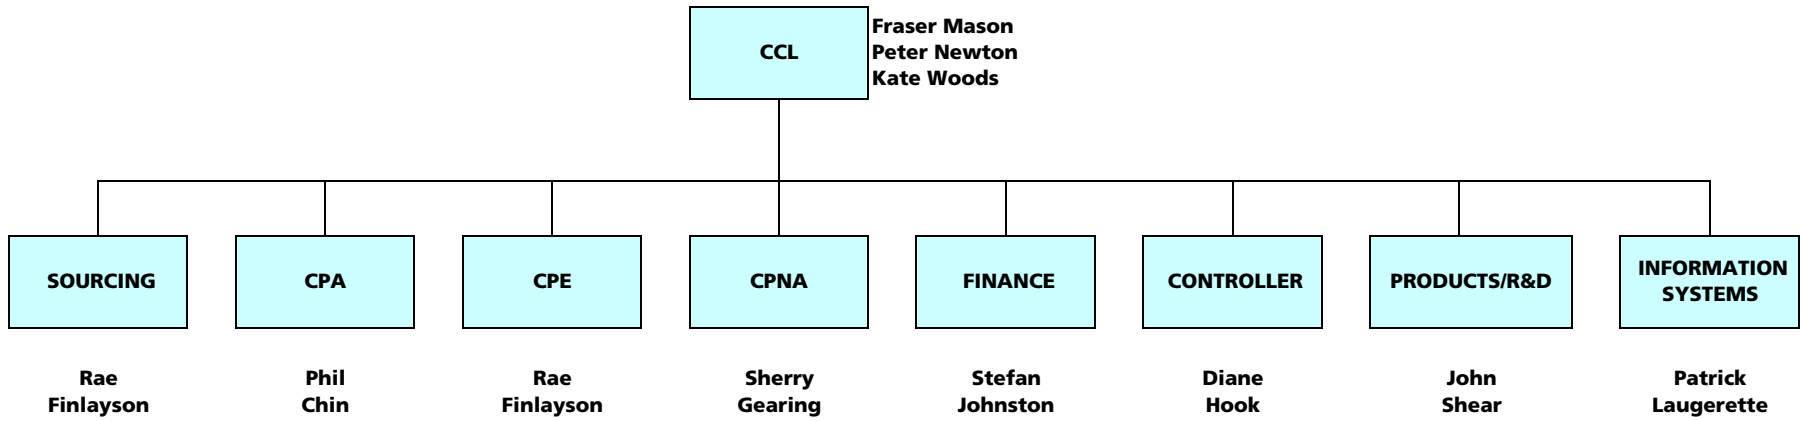 CCL
Fraser Mason
Peter Newton
Kate Woods
SOURCING
CPA
CPE
CPNA
FINANCE
CONTROLLER
PRODUCTS/R&D
INFORMATION
SYSTEMS
Rae
Finlayson
Phil
Chin
Rae
Finlayson
Sherry
Gearing
Stefan
Johnston
Diane
Hook
John
Shear
Patrick
Laugerette